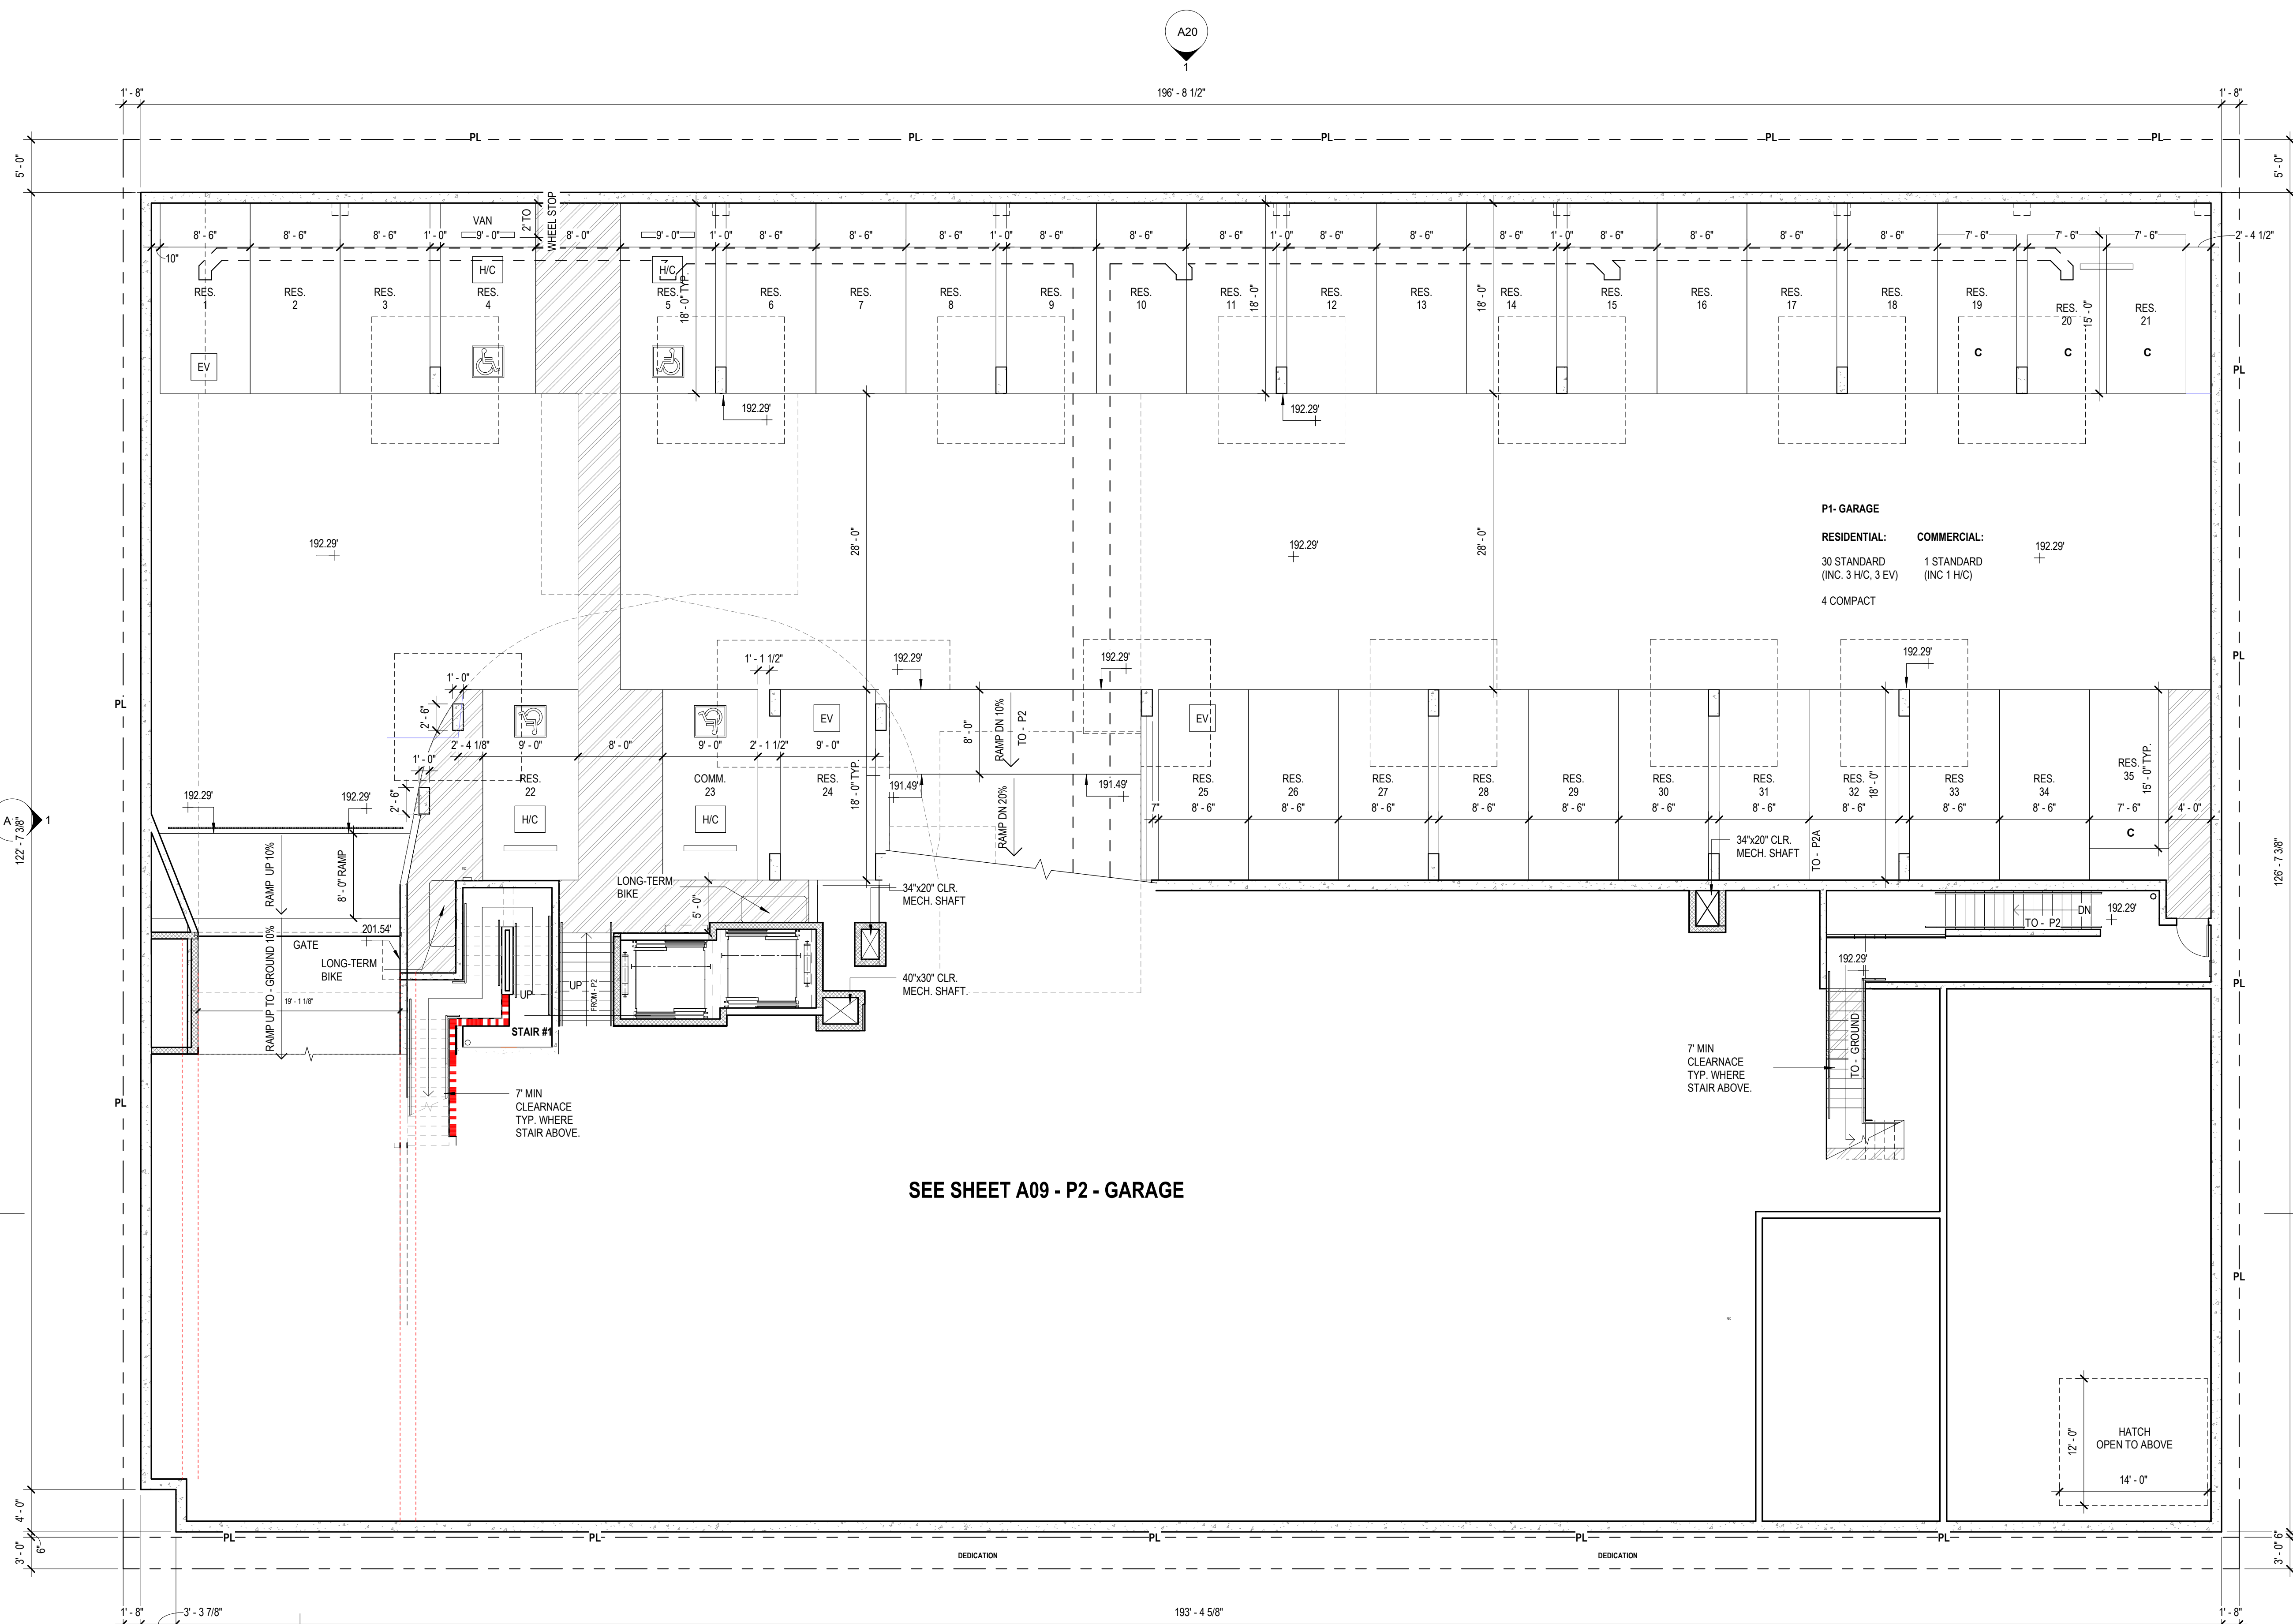 A20
1
1' - 8"
196' - 8 1/2"
1' - 8"
PL
PL
PL
PL
PL
5' - 0"
5' - 0"
VAN
2' TO
WHEEL STOP
8' - 6"
8' - 6"
8' - 6"
1' - 0"
9' - 0"
8' - 0"
9' - 0"
1' - 0"
8' - 6"
8' - 6"
8' - 6"
1' - 0"
8' - 6"
8' - 6"
8' - 6"
1' - 0"
8' - 6"
8' - 6"
8' - 6"
1' - 0"
8' - 6"
8' - 6"
8' - 6"
8' - 6"
7' - 6"
7' - 6"
7' - 6"
2' - 4 1/2"
10"
H/C
H/C
18' - 0" TYP.
18' - 0"
18' - 0"
15' - 0"
RES.
1
RES.
2
RES.
3
RES.
4
RES.
5
RES.
6
RES.
7
RES.
8
RES.
9
RES.
10
RES.
11
RES.
12
RES.
13
RES.
14
RES.
15
RES.
16
RES.
17
RES.
18
RES.
19
RES.
20
RES.
21
EV
C
C
C
PL
192.29'
192.29'
P1- GARAGE
RESIDENTIAL:
30 STANDARD
(INC. 3 H/C, 3 EV)
4 COMPACT
COMMERCIAL:
1 STANDARD
(INC 1 H/C)
192.29'
28' - 0"
192.29'
28' - 0"
192.29'
PL
PL
1' - 0"
2' - 6"
1' - 1 1/2"
192.29'
192.29'
192.29'
EV
EV
8' - 0"
RAMP DN 10%
TO - P2
2' - 4 1/8"
9' - 0"
8' - 0"
9' - 0"
2' - 1 1/2"
9' - 0"
1' - 0"
2' - 6"
RES.
22
COMM.
23
RES.
24
18' - 0"TYP.
191.49'
191.49'
RAMP DN 20%
RES.
25
RES.
26
RES.
27
RES.
28
RES.
29
RES.
30
RES.
31
RES.
32
RES
33
RES.
34
RES.
35
18' - 0"
15' - 0" TYP.
7"
8' - 6"
8' - 6"
8' - 6"
8' - 6"
8' - 6"
8' - 6"
8' - 6"
8' - 6"
8' - 6"
8' - 6"
7' - 6"
4' - 0"
C
H/C
H/C
192.29'
192.29'
A
1
122' - 7 3/8"
126' - 7 3/8"
RAMP UP 10%
8' - 0" RAMP
34"x20" CLR.
MECH. SHAFT
TO - P2A
LONG-TERM
BIKE
5' - 0"
34"x20" CLR.
MECH. SHAFT
201.54'
GATE
LONG-TERM
BIKE
RAMP UP TO - GROUND 10%
19' - 1 1/8"
UP
UP
FROM - P2
STAIR #1
40"x30" CLR.
MECH. SHAFT.
DN
TO - P2
192.29'
192.29'
PL
TO - GROUND
7' MIN
CLEARNACE
TYP. WHERE
STAIR ABOVE.
7' MIN
CLEARNACE
TYP. WHERE
STAIR ABOVE.
PL
SEE SHEET A09 - P2 - GARAGE
PL
12' - 0"
HATCH
OPEN TO ABOVE
14' - 0"
4' - 0"
3' - 0"
6"
PL
PL
PL
PL
PL
DEDICATION
DEDICATION
6"
3' - 0"
1' - 8"
3' - 3 7/8"
193' - 4 5/8"
1' - 8"